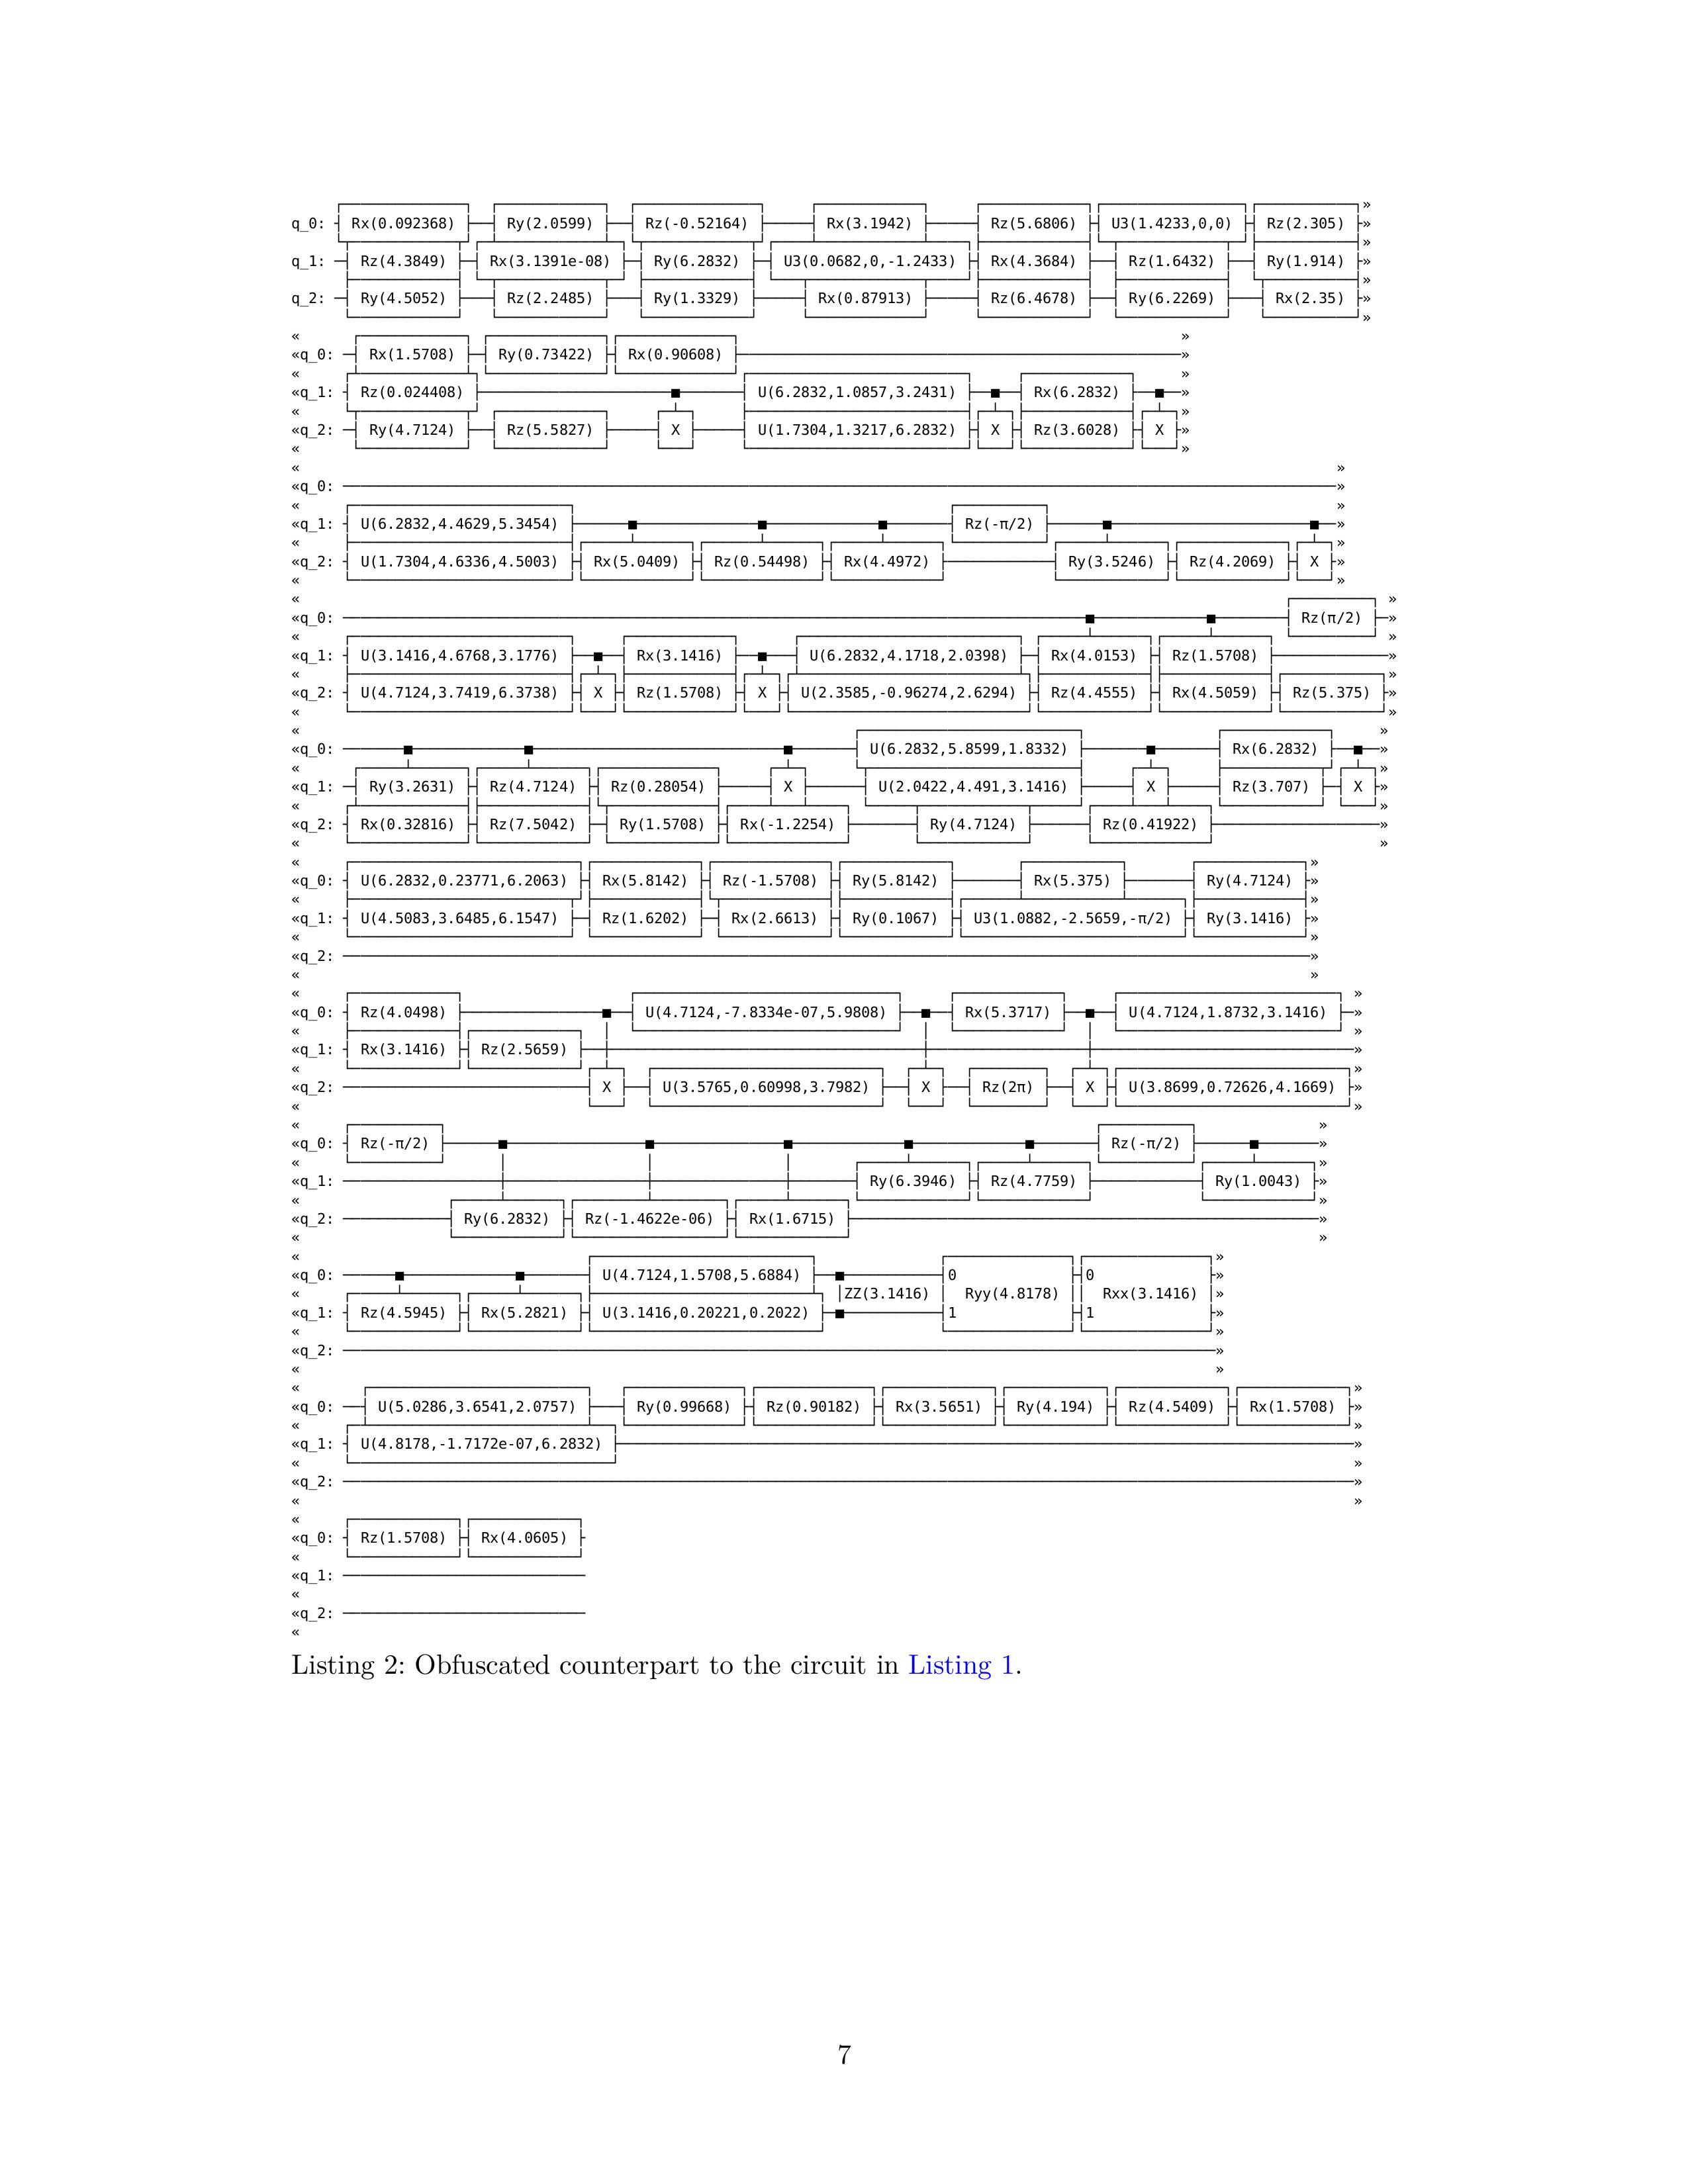 q_0: Rx(0.092368) Ry(2.0599) Rz(-0.52164) Rx(3.1942) Rz(5.6806) U3(1.4233,0,0) Rz(2.305) »
»
q_1: Rz(4.3849) Rx(3.1391e-08) Ry(6.2832) U3(0.0682,0,-1.2433) Rx(4.3684) Rz(1.6432) Ry(1.914) »
»
q_2: Ry(4.5052) Rz(2.2485) Ry(1.3329) Rx(0.87913) Rz(6.4678) Ry(6.2269) Rx(2.35) »
»
« »
«q_0: Rx(1.5708) Ry(0.73422) Rx(0.90608) »
« »
«q_1: Rz(0.024408) ■ U(6.2832,1.0857,3.2431) ■ Rx(6.2832) ■ »
« »
«q_2: Ry(4.7124) Rz(5.5827) X U(1.7304,1.3217,6.2832) X Rz(3.6028) X »
« »
« »
«q_0: »
« »
«q_1: U(6.2832,4.4629,5.3454) ■ ■ ■ Rz(-π/2) ■ ■ »
« »
«q_2: U(1.7304,4.6336,4.5003) Rx(5.0409) Rz(0.54498) Rx(4.4972) Ry(3.5246) Rz(4.2069) X »
« »
« »
«q_0: ■ ■ Rz(π/2) »
« »
«q_1: U(3.1416,4.6768,3.1776) ■ Rx(3.1416) ■ U(6.2832,4.1718,2.0398) Rx(4.0153) Rz(1.5708) »
« »
«q_2: U(4.7124,3.7419,6.3738) X Rz(1.5708) X U(2.3585,-0.96274,2.6294) Rz(4.4555) Rx(4.5059) Rz(5.375) »
« »
« »
«q_0: ■ ■ ■ U(6.2832,5.8599,1.8332) ■ Rx(6.2832) ■ »
« »
«q_1: Ry(3.2631) Rz(4.7124) Rz(0.28054) X U(2.0422,4.491,3.1416) X Rz(3.707) X »
« »
«q_2: Rx(0.32816) Rz(7.5042) Ry(1.5708) Rx(-1.2254) Ry(4.7124) Rz(0.41922) »
« »
« »
«q_0: U(6.2832,0.23771,6.2063) Rx(5.8142) Rz(-1.5708) Ry(5.8142) Rx(5.375) Ry(4.7124) »
« »
«q_1: U(4.5083,3.6485,6.1547) Rz(1.6202) Rx(2.6613) Ry(0.1067) U3(1.0882,-2.5659,-π/2) Ry(3.1416) »
« »
«q_2: »
« »
« »
«q_0: Rz(4.0498) ■ U(4.7124,-7.8334e-07,5.9808) ■ Rx(5.3717) ■ U(4.7124,1.8732,3.1416) »
« »
«q_1: Rx(3.1416) Rz(2.5659) »
« »
«q_2: X U(3.5765,0.60998,3.7982) X Rz(2π) X U(3.8699,0.72626,4.1669) »
« »
« »
«q_0: Rz(-π/2) ■ ■ ■ ■ ■ Rz(-π/2) ■ »
« »
«q_1: Ry(6.3946) Rz(4.7759) Ry(1.0043) »
« »
«q_2: Ry(6.2832) Rz(-1.4622e-06) Rx(1.6715) »
« »
« »
«q_0: ■ ■ U(4.7124,1.5708,5.6884) ■ 0 0 »
« ZZ(3.1416) Ryy(4.8178) Rxx(3.1416) »
«q_1: Rz(4.5945) Rx(5.2821) U(3.1416,0.20221,0.2022) ■ 1 1 »
« »
«q_2: »
« »
« »
«q_0: U(5.0286,3.6541,2.0757) Ry(0.99668) Rz(0.90182) Rx(3.5651) Ry(4.194) Rz(4.5409) Rx(1.5708) »
« »
«q_1: U(4.8178,-1.7172e-07,6.2832) »
« »
«q_2: »
« »
«
«q_0: Rz(1.5708) Rx(4.0605)
«
«q_1:
«
«q_2:
«
Listing 2: Obfuscated counterpart to the circuit in Listing 1.
7